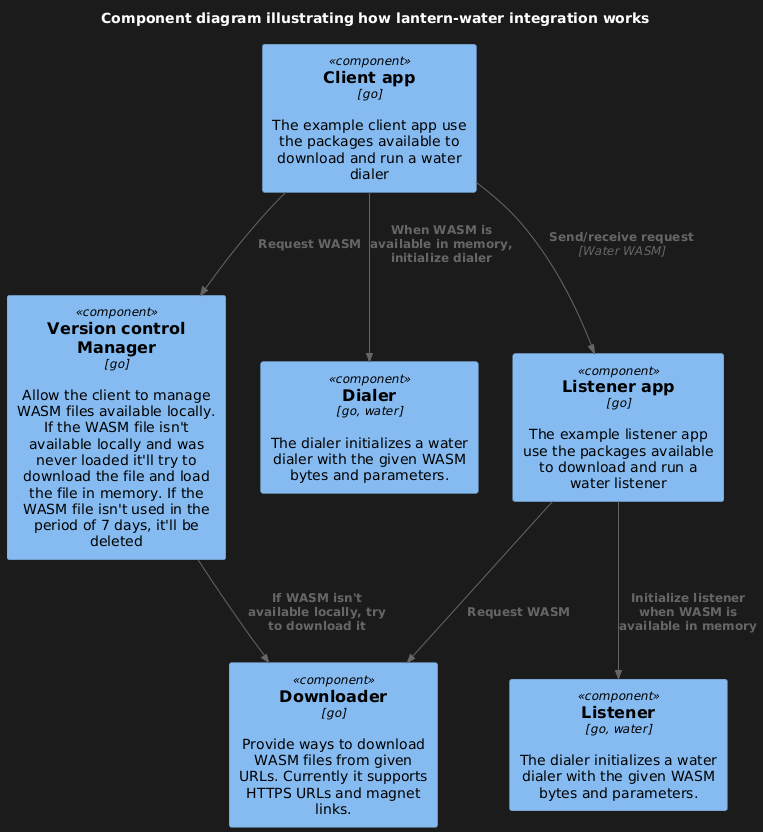 Component diagram illustrating how lantern-water integration works
«component»
Client app
[go]
The example client app use
the packages available to
download and run a water
dialer
Request WASM
When WASM is
available in memory,
initialize dialer
Send/receive request
[Water WASM]
«component»
Version control
Manager
[go]
Allow the client to manage
WASM files available locally.
If the WASM file isn't
available locally and was
never loaded it'll try to
download the file and load
the file in memory. If the
WASM file isn't used in the
period of 7 days, it'll be
deleted
«component»
Dialer
[go, water]
The dialer initializes a water
dialer with the given WASM
bytes and parameters.
«component»
Listener app
[go]
The example listener app
use the packages available
to download and run a
water listener
If WASM isn't
available locally, try
to download it
Request WASM
Initialize listener
when WASM is
available in memory
«component»
Downloader
[go]
Provide ways to download
WASM files from given
URLs. Currently it supports
HTTPS URLs and magnet
links.
«component»
Listener
[go, water]
The dialer initializes a water
dialer with the given WASM
bytes and parameters.